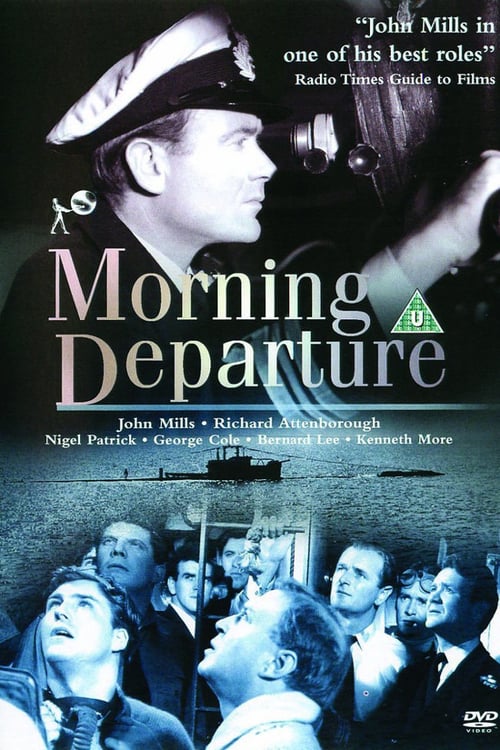 “John Mills in
one of his best roles”
Radio Times Guide to Films
Morning
U
Departure
John Mills • Richard Attenborough
Nigel Patrick • George Cole • Bernard Lee • Kenneth More
DVD
VIDEO